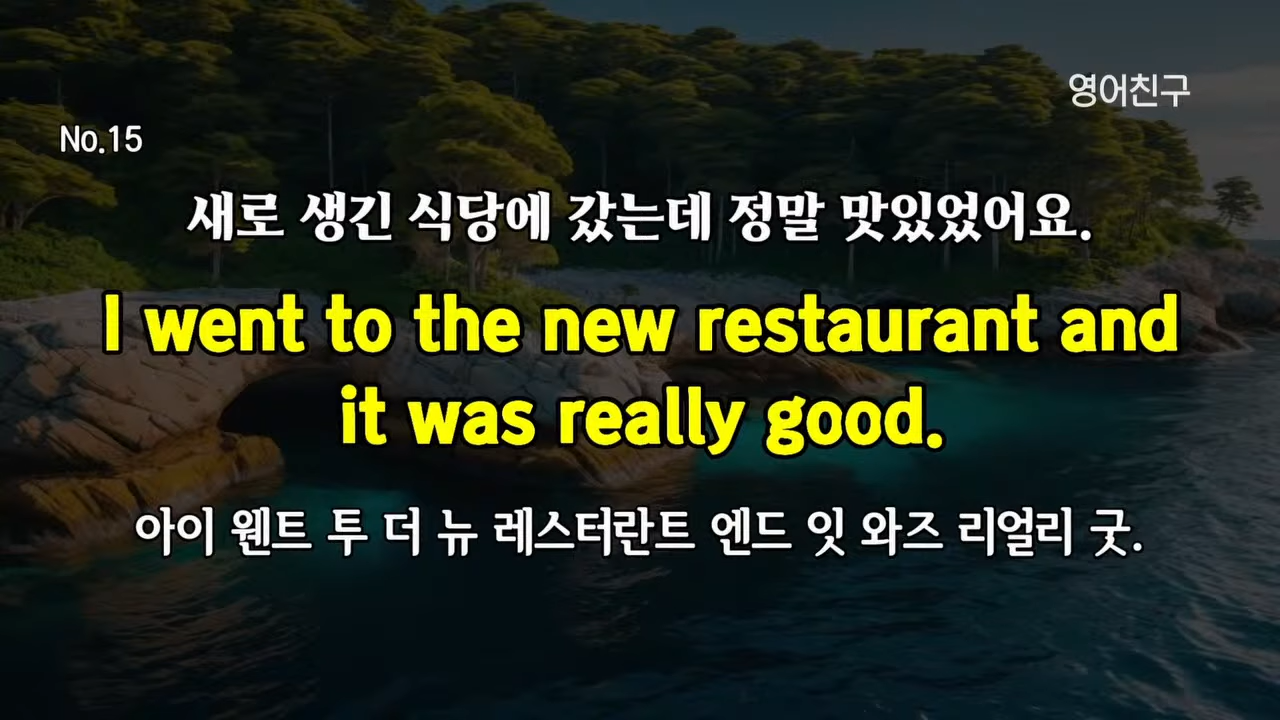 영어친구
No.15
새로 생긴 식당에 갔는데 정말 맛있었어요.
I went to the new restaurant and
it was really good.
아이 웬트 투 더 뉴 레스터란트 엔드 잇 와즈 리얼리 굿.